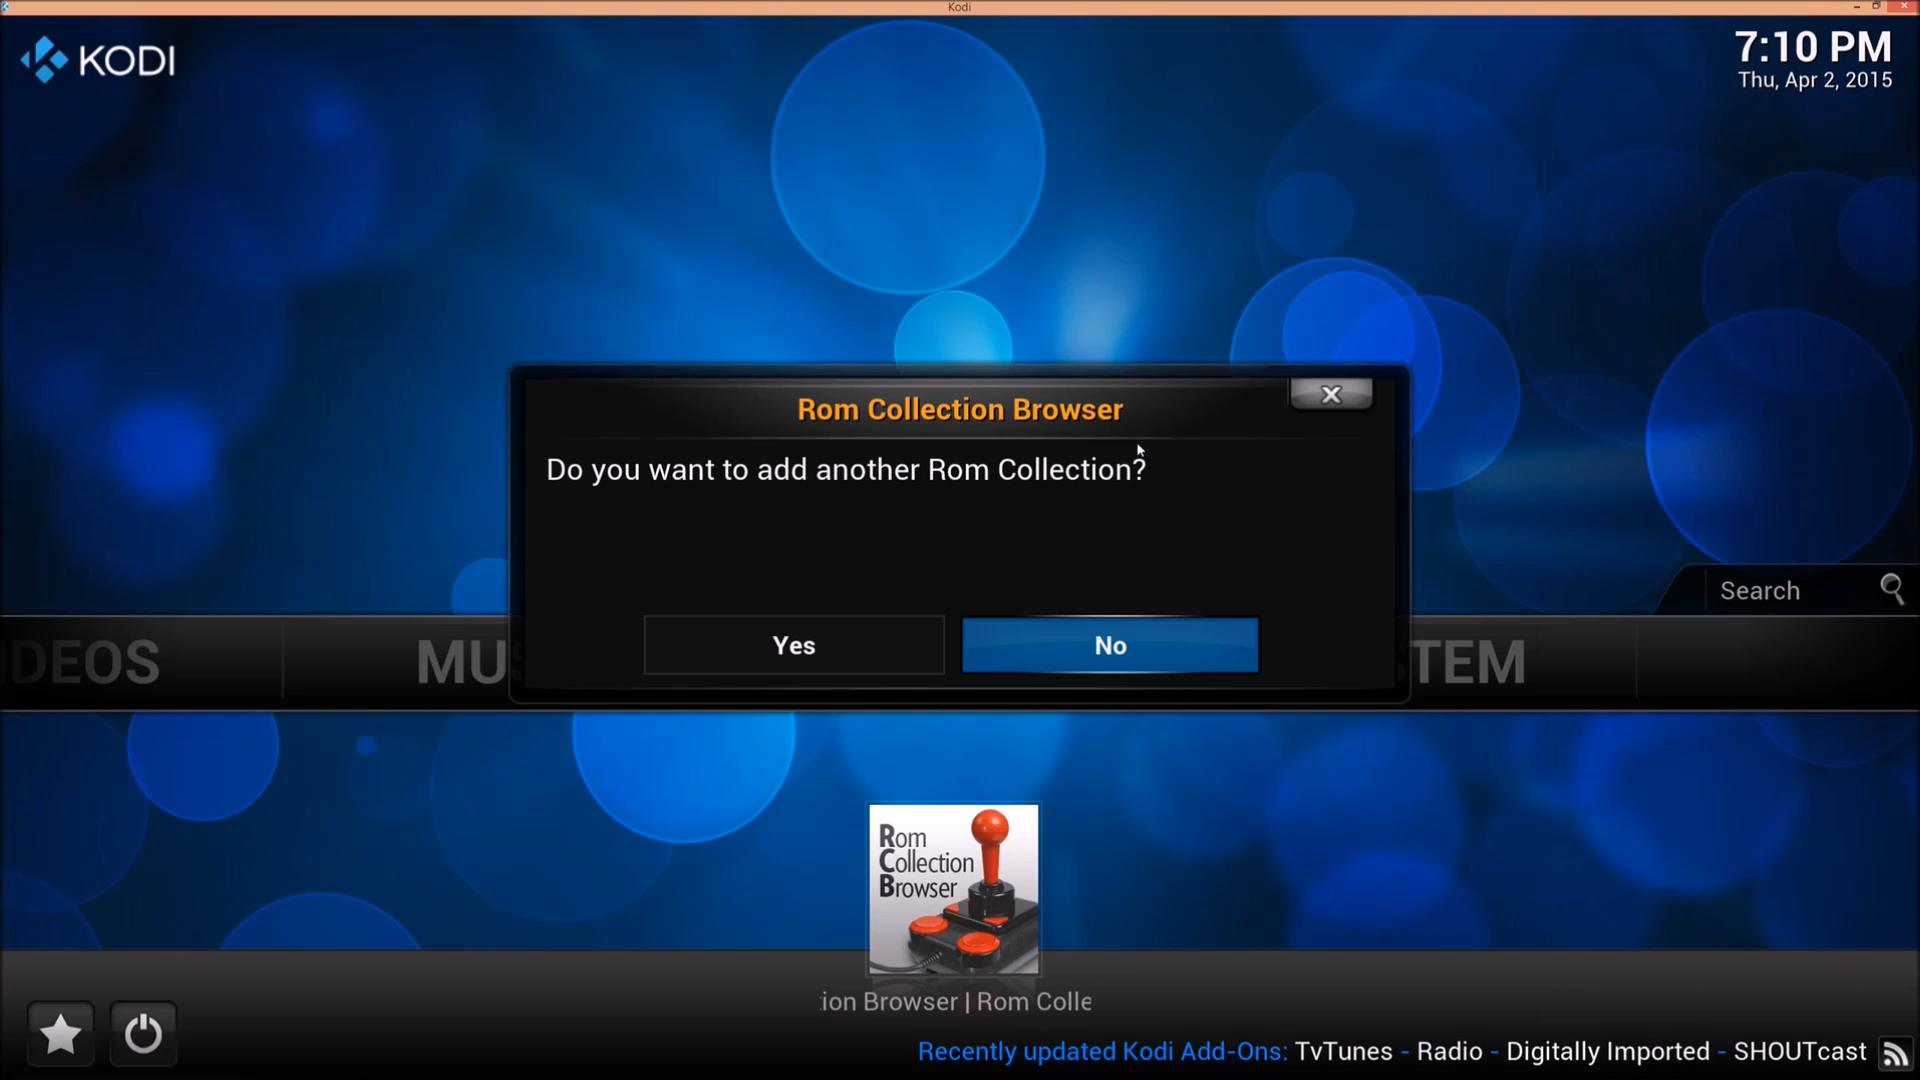 Kodi
KODI
7:10 PM
Thu, Apr 2, 2015
Rom Collection Browser
x
Do you want to add another Rom Collection?
Search
Yes
No
DEOS
MUS
TEM
Rom
Collection
Browser
ion Browser | Rom Colle
Recently updated Kodi Add-Ons: TvTunes - Radio - Digitally Imported - SHOUTcast